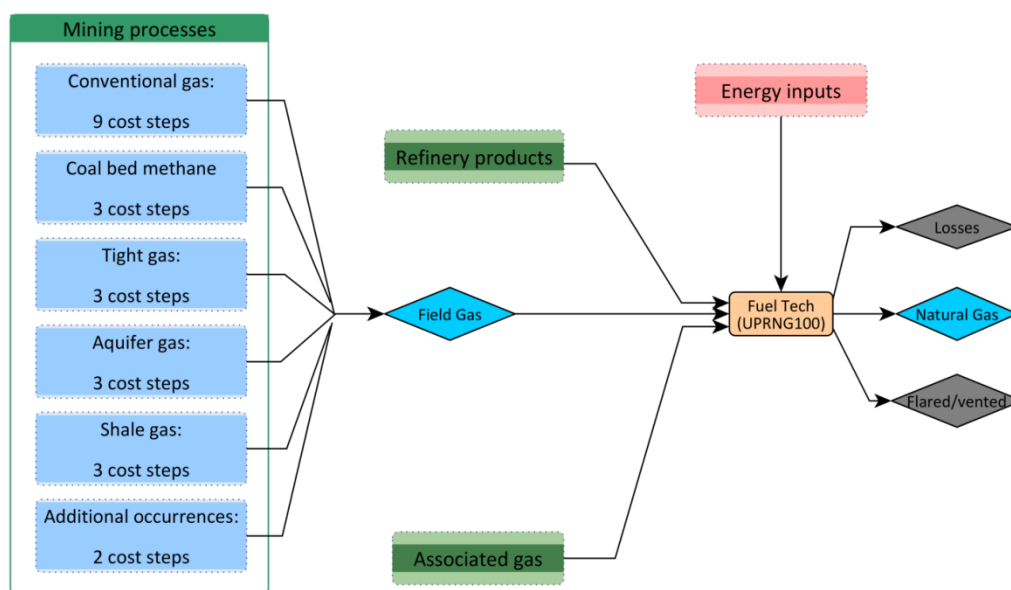 Mining processes
Conventional gas:
9 cost steps
Coal bed methane
3 cost steps
Tight gas:
3 cost steps
Aquifer gas:
3 cost steps
Shale gas:
3 cost steps
Additional occurrences:
2 cost steps
Field Gas
Refinery products
Associated gas
Energy inputs
Fuel Tech
(UPRNG100)
Losses
Natural Gas
Flared/vented